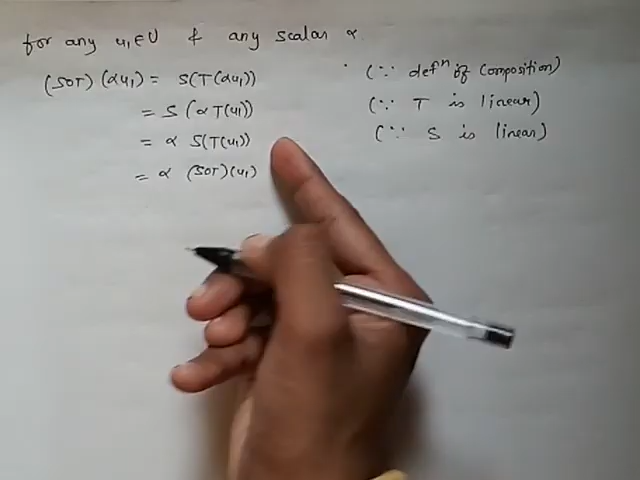 for any u₁∈U & any scalar α
(SOT)(αu₁) = S(T(αu₁)) (∵ defⁿ of composition)
= S(αT(u₁)) (∵ T is linear)
= α S(T(u₁)) (∵ S is linear)
= α (SOT)(u₁)